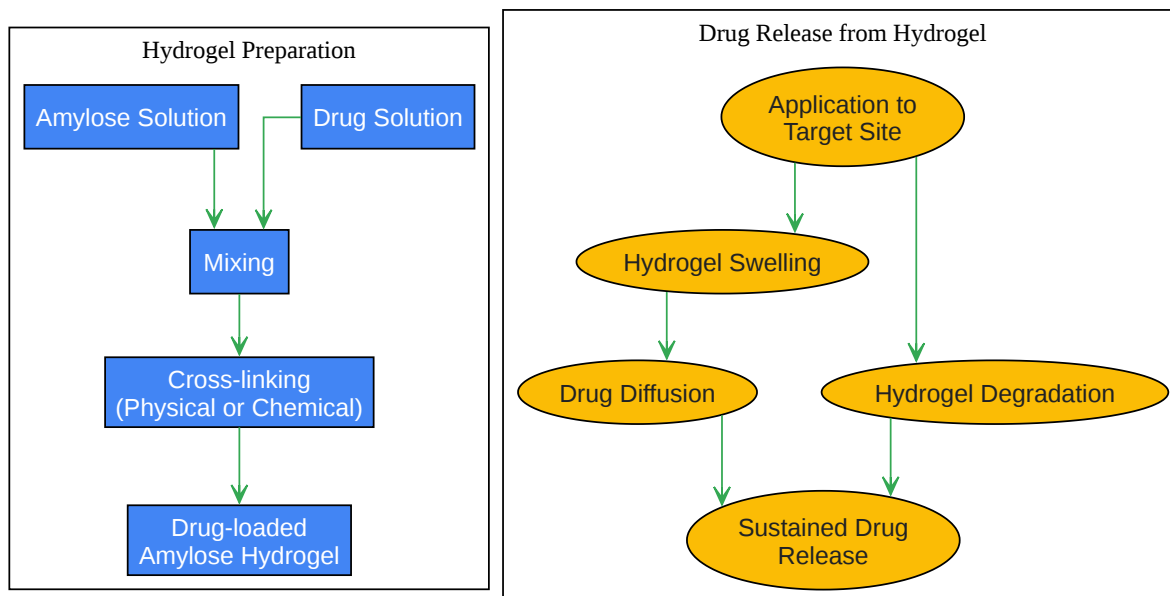 Hydrogel Preparation
Amylose Solution
Drug Solution
Mixing
Cross-linking
(Physical or Chemical)
Drug-loaded
Amylose Hydrogel
Drug Release from Hydrogel
Application to
Target Site
Hydrogel Swelling
Drug Diffusion
Hydrogel Degradation
Sustained Drug
Release